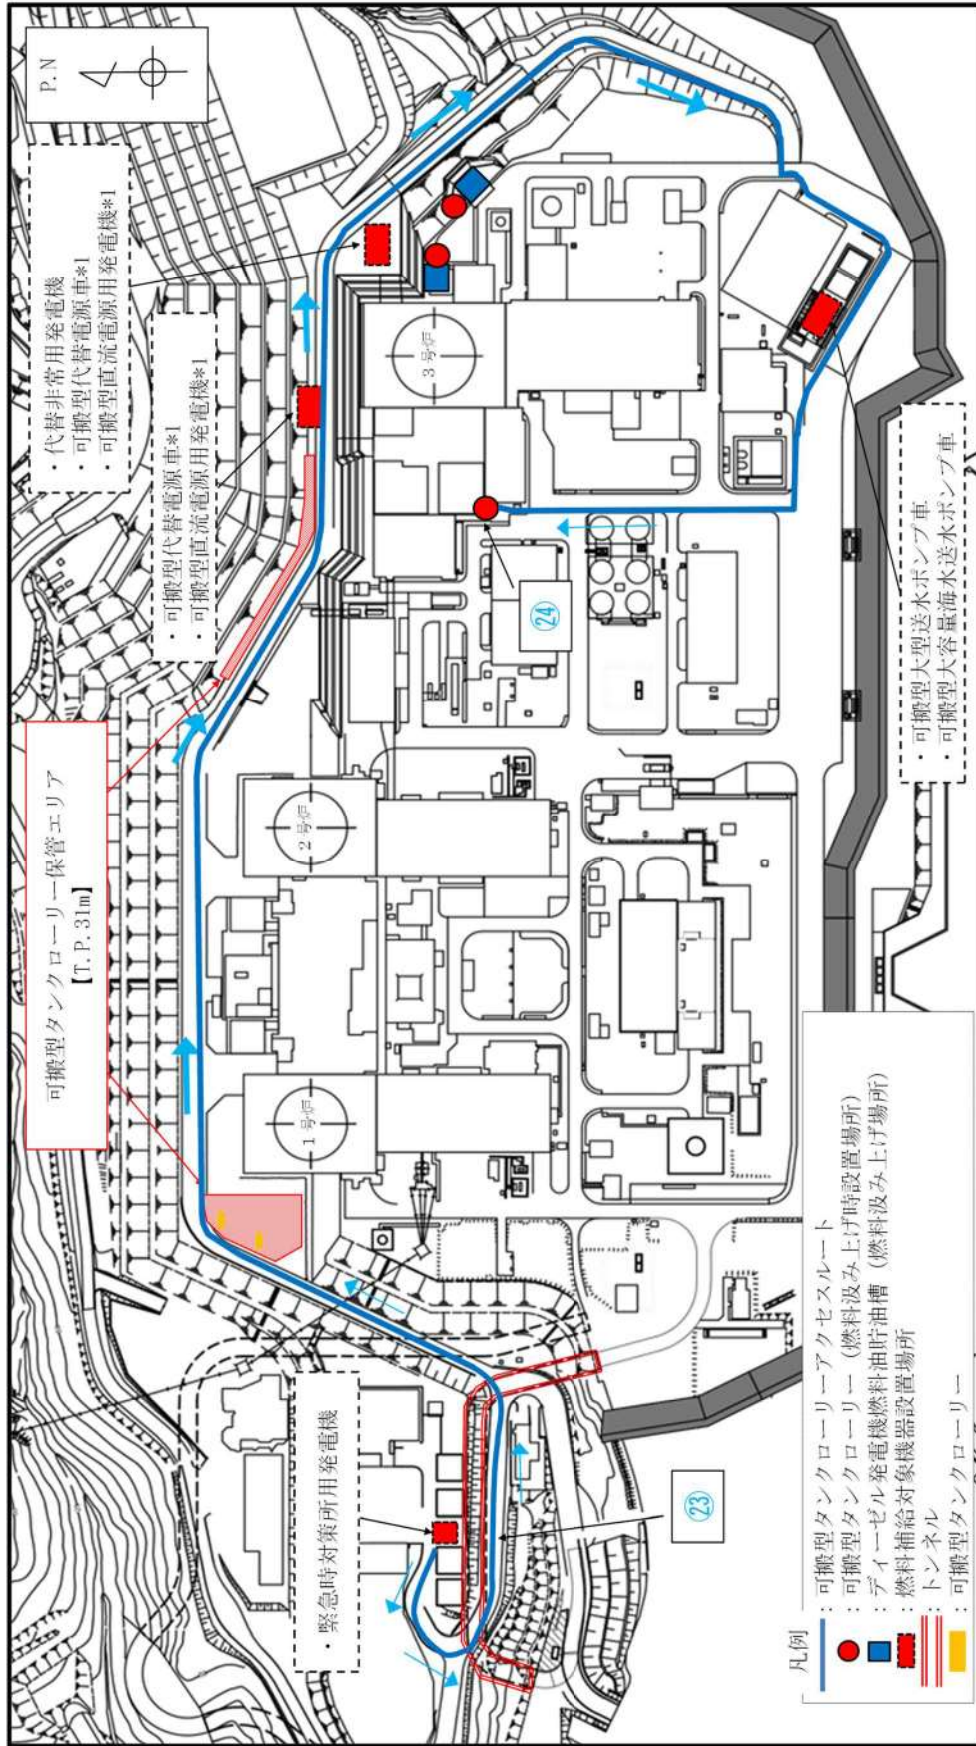 P.N
・代替非常用発電機
・可搬型代替電源車*1
・可搬型直流電源用発電機*1
・可搬型代替電源車*1
・可搬型直流電源用発電機*1
可搬型タンクローリー保管エリア
【T.P.31m】
・緊急時対策所用発電機
1号炉
2号炉
3号炉
㉓
㉔
・可搬型大型送水ポンプ車
・可搬型大容量海水送水ポンプ車
凡例
：可搬型タンクローリーアクセスルート
：可搬型タンクローリー（燃料汲み上げ時設置場所）
：ディーゼル発電機燃料油貯油槽（燃料汲み上げ場所）
：燃料補給対象機器設置場所
：トンネル
：可搬型タンクローリー